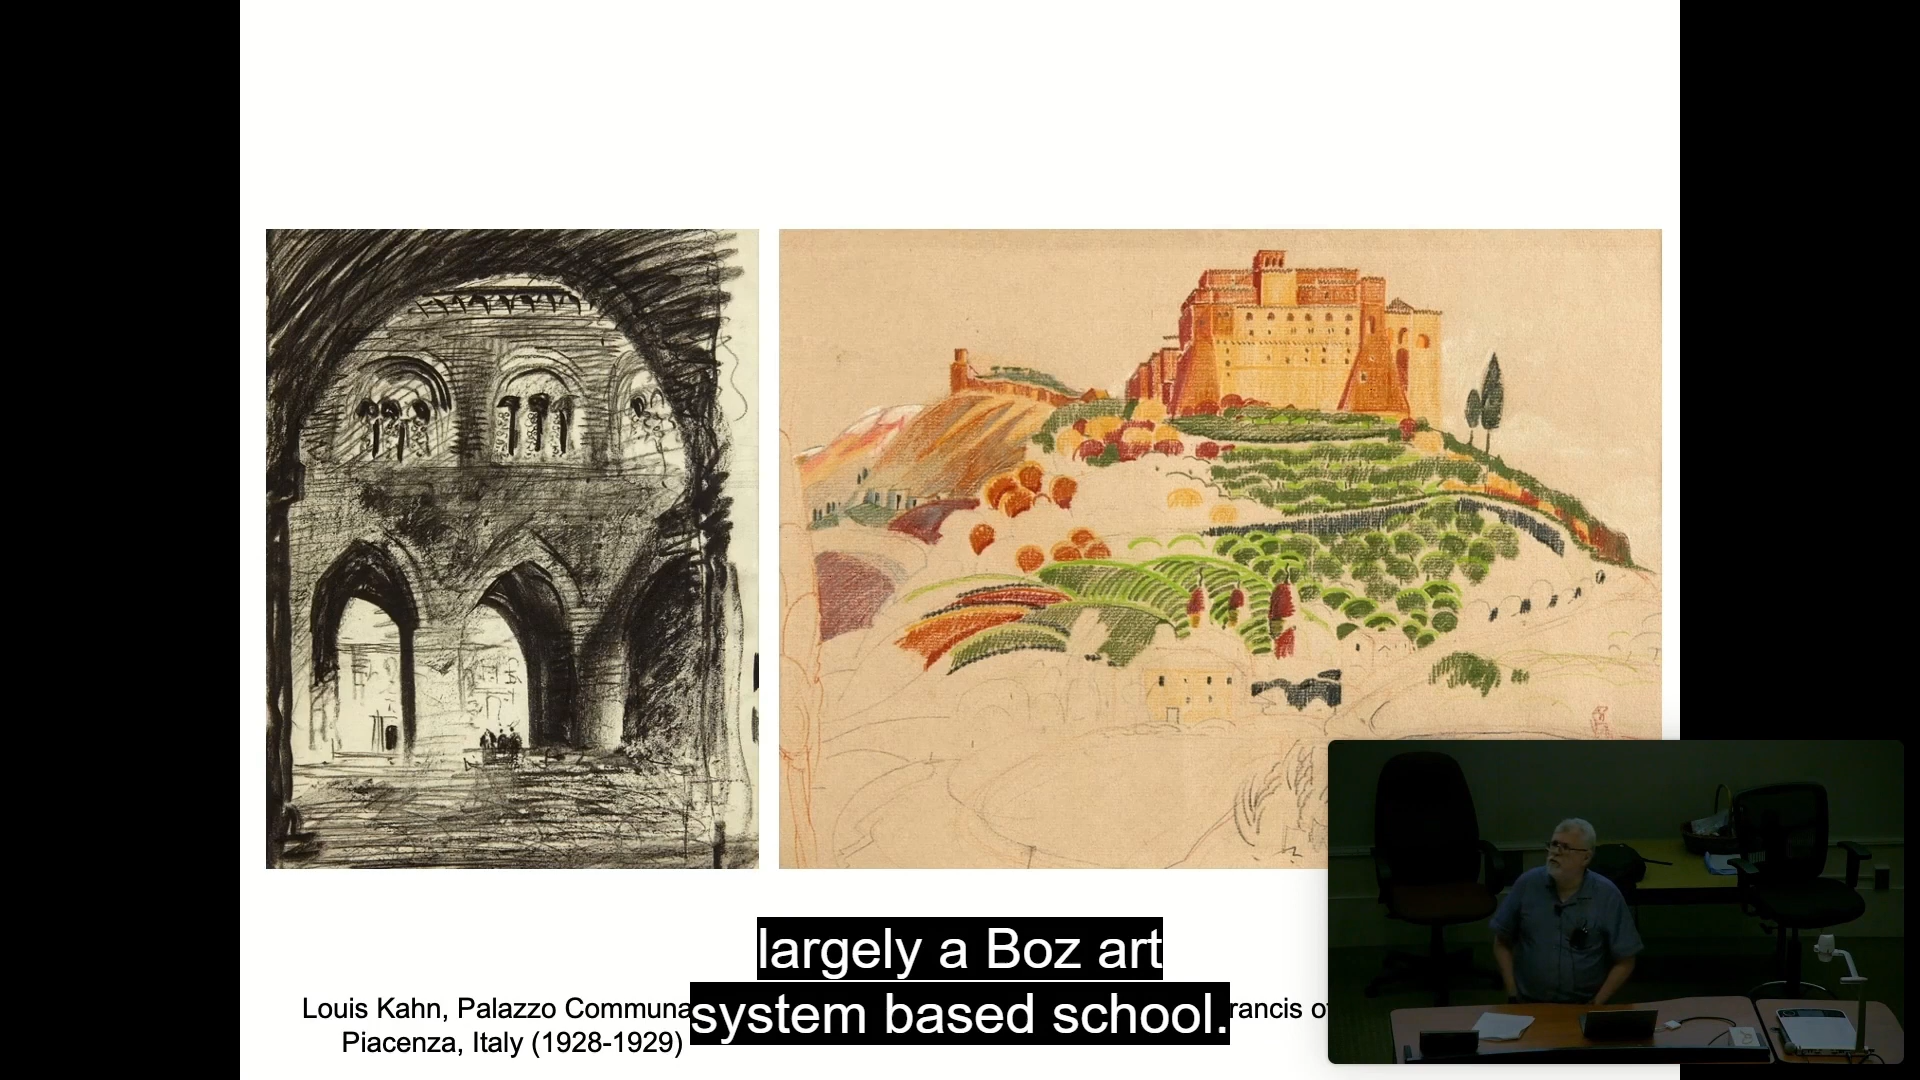 largely a Boz art
system based school.
Louis Kahn, Palazzo Communa
Piacenza, Italy (1928-1929)
rancis o